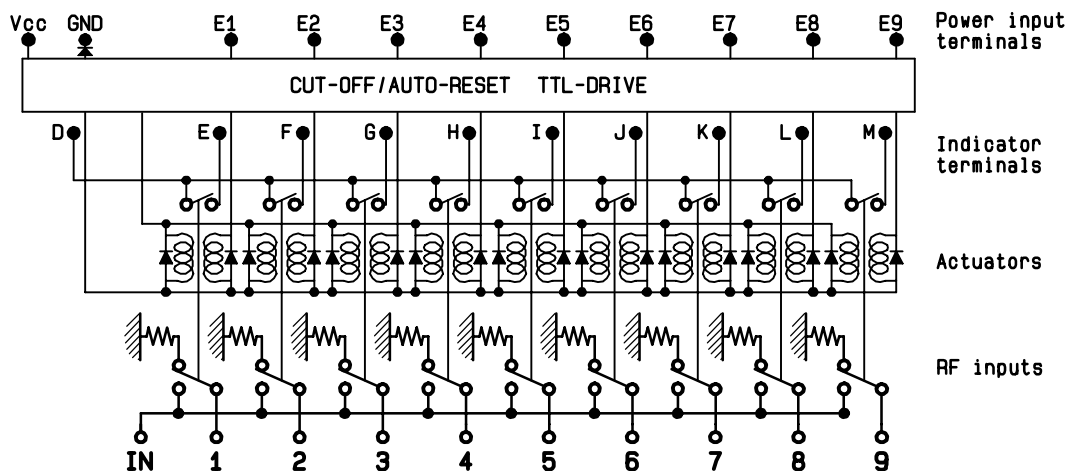 Vcc GND E1 E2 E3 E4 E5 E6 E7 E8 E9
Power input
terminals
CUT-OFF/AUTO-RESET TTL-DRIVE
D E F G H I J K L M
Indicator
terminals
Actuators
RF inputs
IN 1 2 3 4 5 6 7 8 9